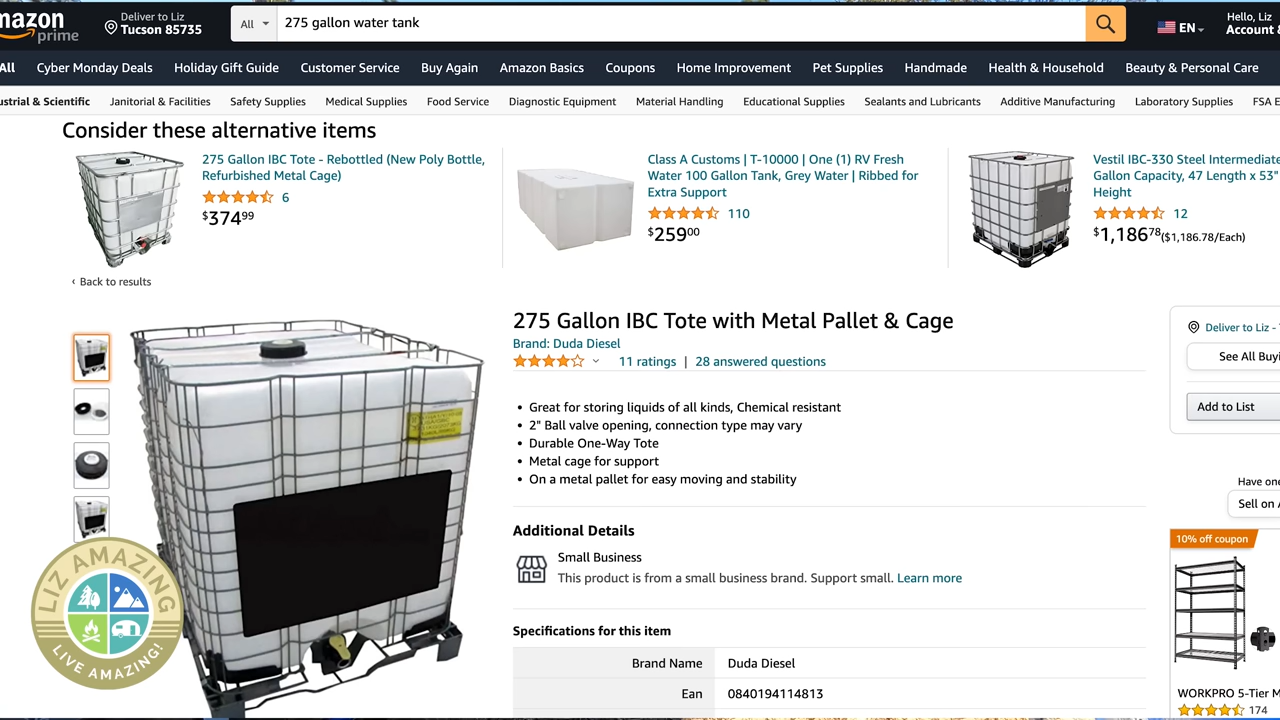 mazon
prime
Deliver to Liz
Tucson 85735
All
275 gallon water tank
EN
Hello, Liz
Account &
All
Cyber Monday Deals
Holiday Gift Guide
Customer Service
Buy Again
Amazon Basics
Coupons
Home Improvement
Pet Supplies
Handmade
Health & Household
Beauty & Personal Care
ustrial & Scientific
Janitorial & Facilities
Safety Supplies
Medical Supplies
Food Service
Diagnostic Equipment
Material Handling
Educational Supplies
Sealants and Lubricants
Additive Manufacturing
Laboratory Supplies
FSA E
Consider these alternative items
275 Gallon IBC Tote - Rebottled (New Poly Bottle,
Refurbished Metal Cage)
6
$37499
Class A Customs | T-10000 | One (1) RV Fresh
Water 100 Gallon Tank, Grey Water | Ribbed for
Extra Support
110
$25900
Vestil IBC-330 Steel Intermediate
Gallon Capacity, 47 Length x 53"
Height
12
$1,18678($1,186.78/Each)
‹ Back to results
275 Gallon IBC Tote with Metal Pallet & Cage
Brand: Duda Diesel
11 ratings | 28 answered questions
• Great for storing liquids of all kinds, Chemical resistant
• 2" Ball valve opening, connection type may vary
• Durable One-Way Tote
• Metal cage for support
• On a metal pallet for easy moving and stability
Additional Details
Small Business
This product is from a small business brand. Support small. Learn more
Specifications for this item
Brand Name Duda Diesel
Ean 0840194114813
Deliver to Liz -
See All Buyi
Add to List
Have one
Sell on A
10% off coupon
WORKPRO 5-Tier M
174
LIZ AMAZING
LIVE AMAZING!